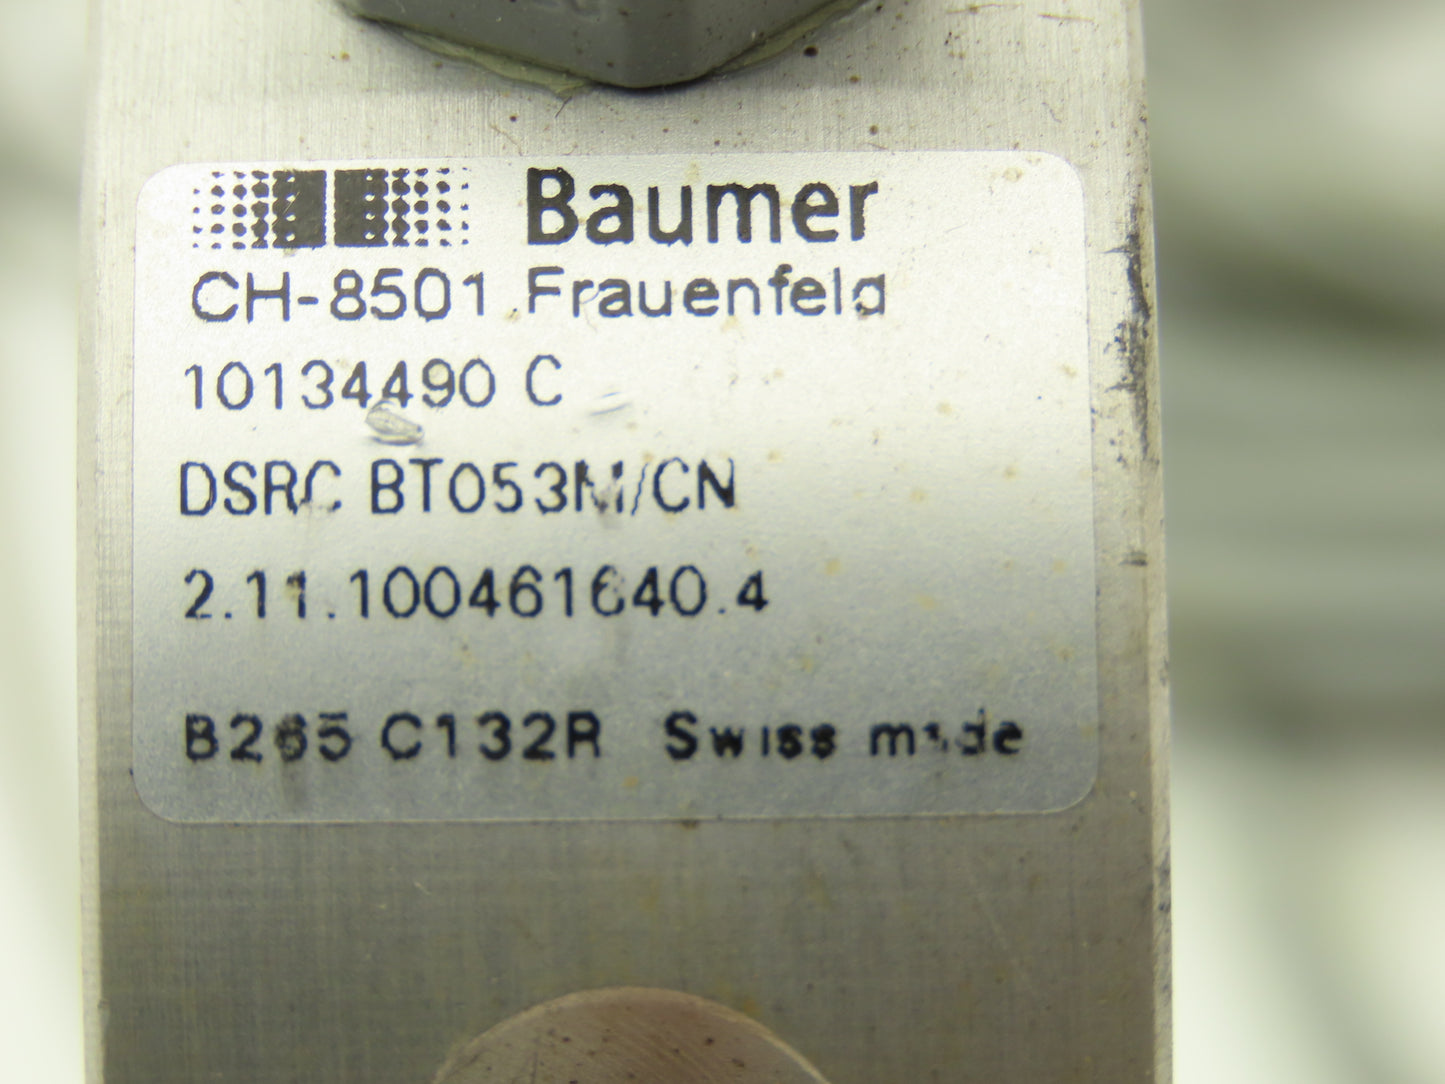 Baumer
CH-8501 Frauenfeld
10134490 C
DSRC BT053M/CN
2.11.100461640.4
B265 C132R Swiss made